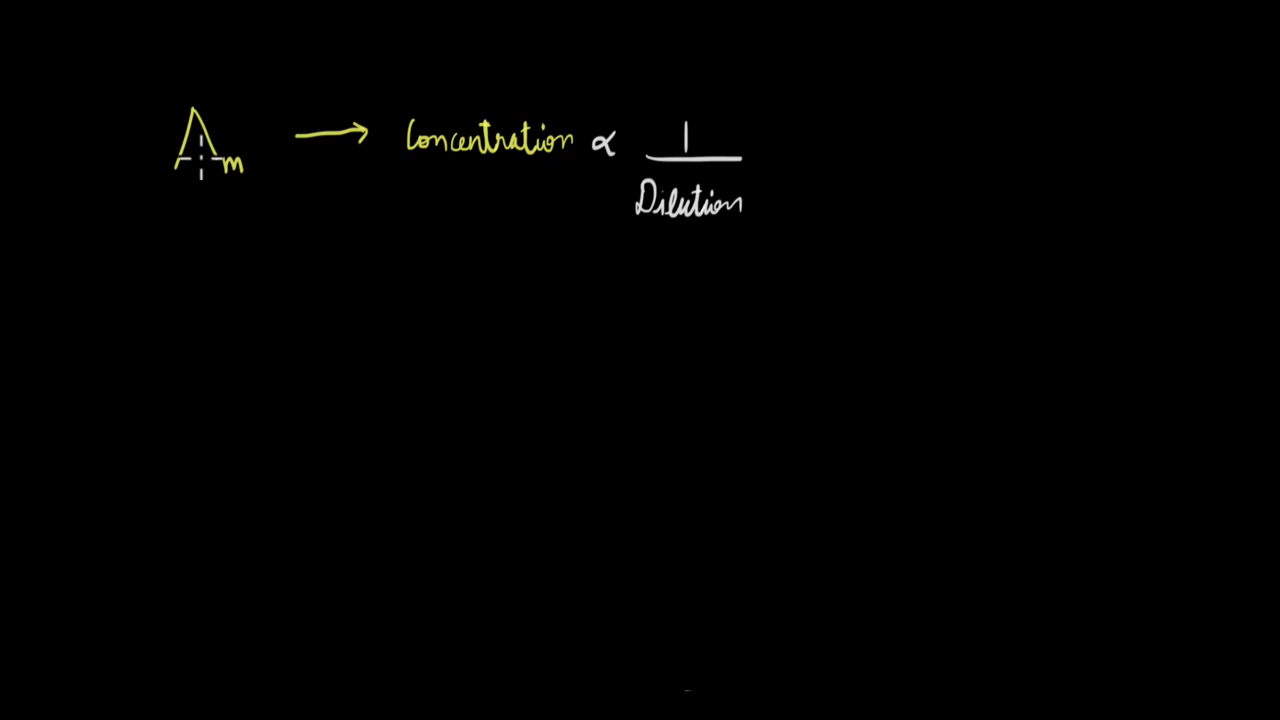 Λm → Concentration ∝ 1
Dilution